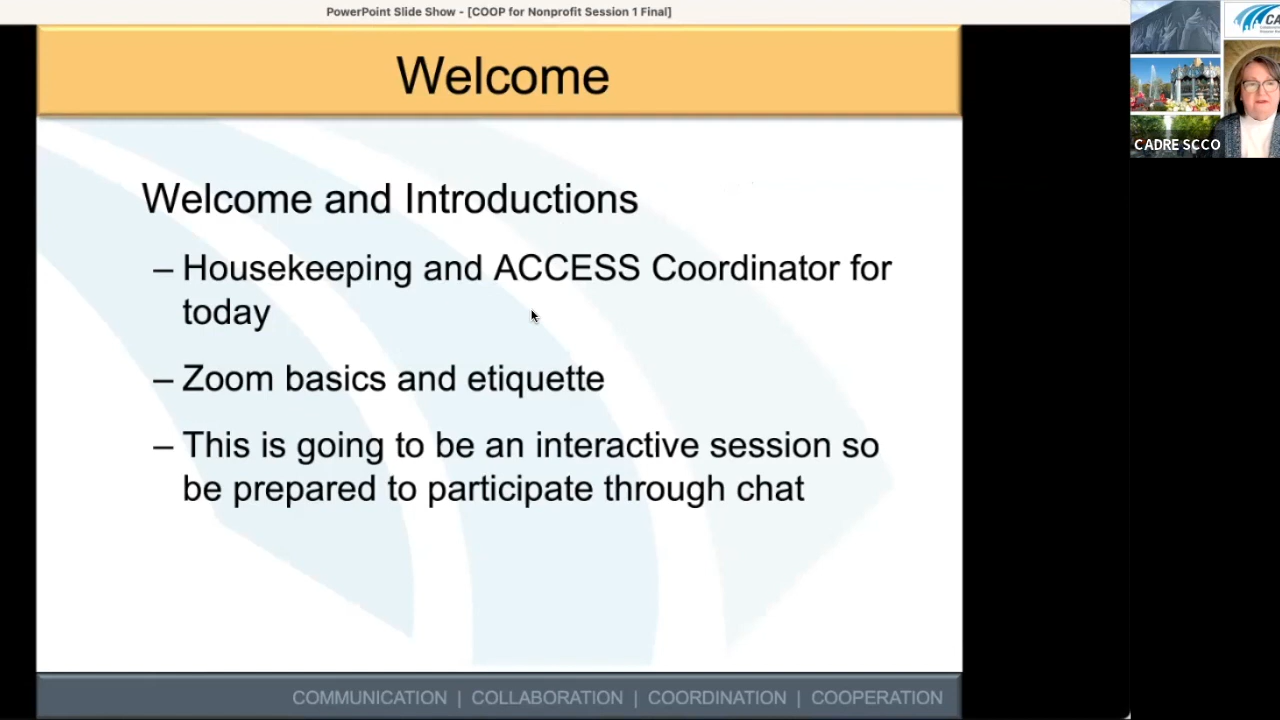 PowerPoint Slide Show - [COOP for Nonprofit Session 1 Final]
Welcome
Welcome and Introductions
– Housekeeping and ACCESS Coordinator for
today
– Zoom basics and etiquette
– This is going to be an interactive session so
be prepared to participate through chat
COMMUNICATION | COLLABORATION | COORDINATION | COOPERATION
CADRE SCCO